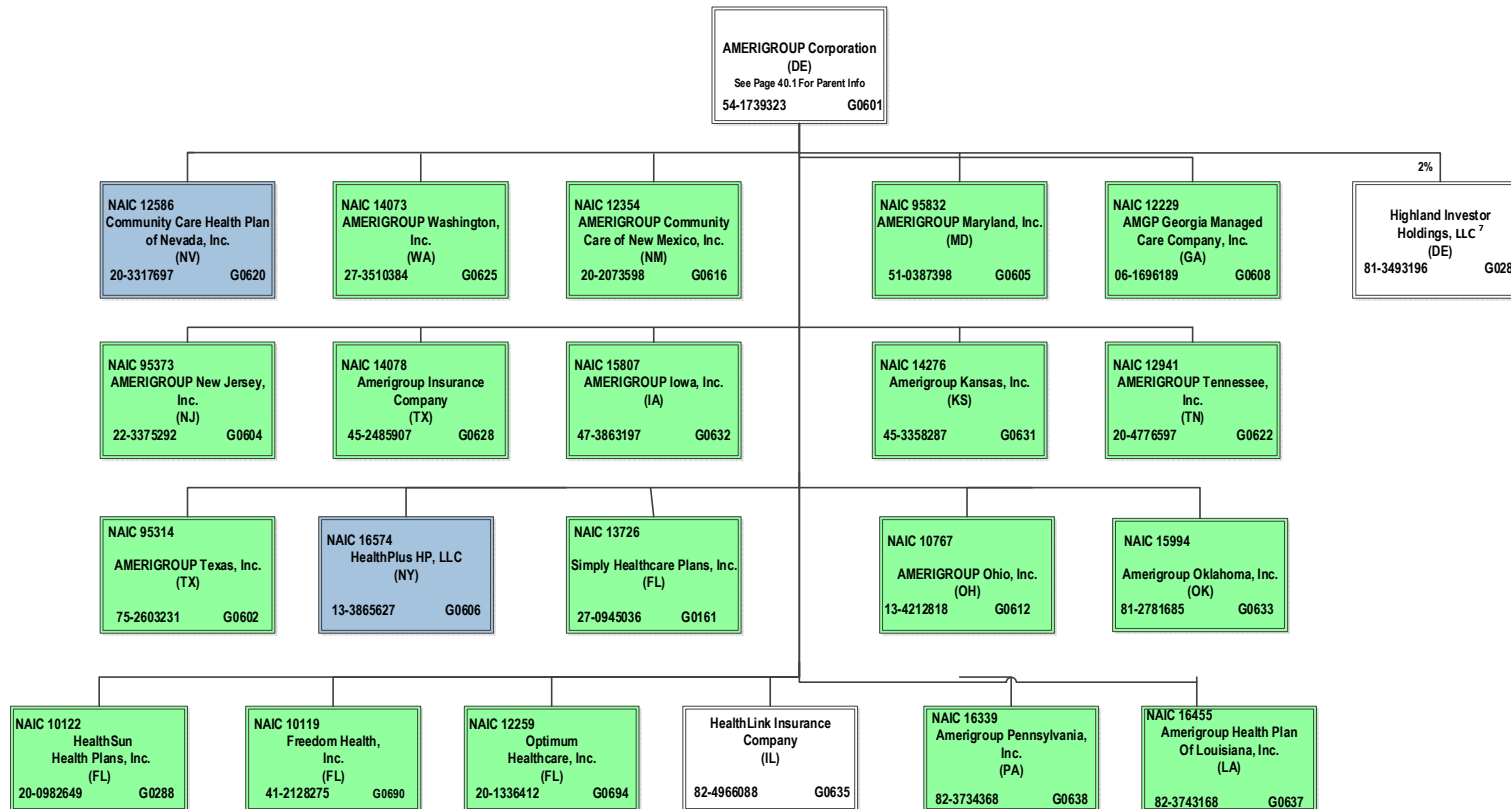 AMERIGROUP Corporation
(DE)
See Page 40.1 For Parent Info
54-1739323 G0601
2%
NAIC 12586
Community Care Health Plan
of Nevada, Inc.
(NV)
20-3317697 G0620
NAIC 14073
AMERIGROUP Washington,
Inc.
(WA)
27-3510384 G0625
NAIC 12354
AMERIGROUP Community
Care of New Mexico, Inc.
(NM)
20-2073598 G0616
NAIC 95832
AMERIGROUP Maryland, Inc.
(MD)
51-0387398 G0605
NAIC 12229
AMGP Georgia Managed
Care Company, Inc.
(GA)
06-1696189 G0608
Highland Investor
Holdings, LLC 7
(DE)
81-3493196 G028
NAIC 95373
AMERIGROUP New Jersey,
Inc.
(NJ)
22-3375292 G0604
NAIC 14078
Amerigroup Insurance
Company
(TX)
45-2485907 G0628
NAIC 15807
AMERIGROUP Iowa, Inc.
(IA)
47-3863197 G0632
NAIC 14276
Amerigroup Kansas, Inc.
(KS)
45-3358287 G0631
NAIC 12941
AMERIGROUP Tennessee,
Inc.
(TN)
20-4776597 G0622
NAIC 95314
AMERIGROUP Texas, Inc.
(TX)
75-2603231 G0602
NAIC 16574
HealthPlus HP, LLC
(NY)
13-3865627 G0606
NAIC 13726
Simply Healthcare Plans, Inc.
(FL)
27-0945036 G0161
NAIC 10767
AMERIGROUP Ohio, Inc.
(OH)
13-4212818 G0612
NAIC 15994
Amerigroup Oklahoma, Inc.
(OK)
81-2781685 G0633
NAIC 10122
HealthSun
Health Plans, Inc.
(FL)
20-0982649 G0288
NAIC 10119
Freedom Health,
Inc.
(FL)
41-2128275 G0690
NAIC 12259
Optimum
Healthcare, Inc.
(FL)
20-1336412 G0694
HealthLink Insurance
Company
(IL)
82-4966088 G0635
NAIC 16339
Amerigroup Pennsylvania,
Inc.
(PA)
82-3734368 G0638
NAIC 16455
Amerigroup Health Plan
Of Louisiana, Inc.
(LA)
82-3743168 G0637